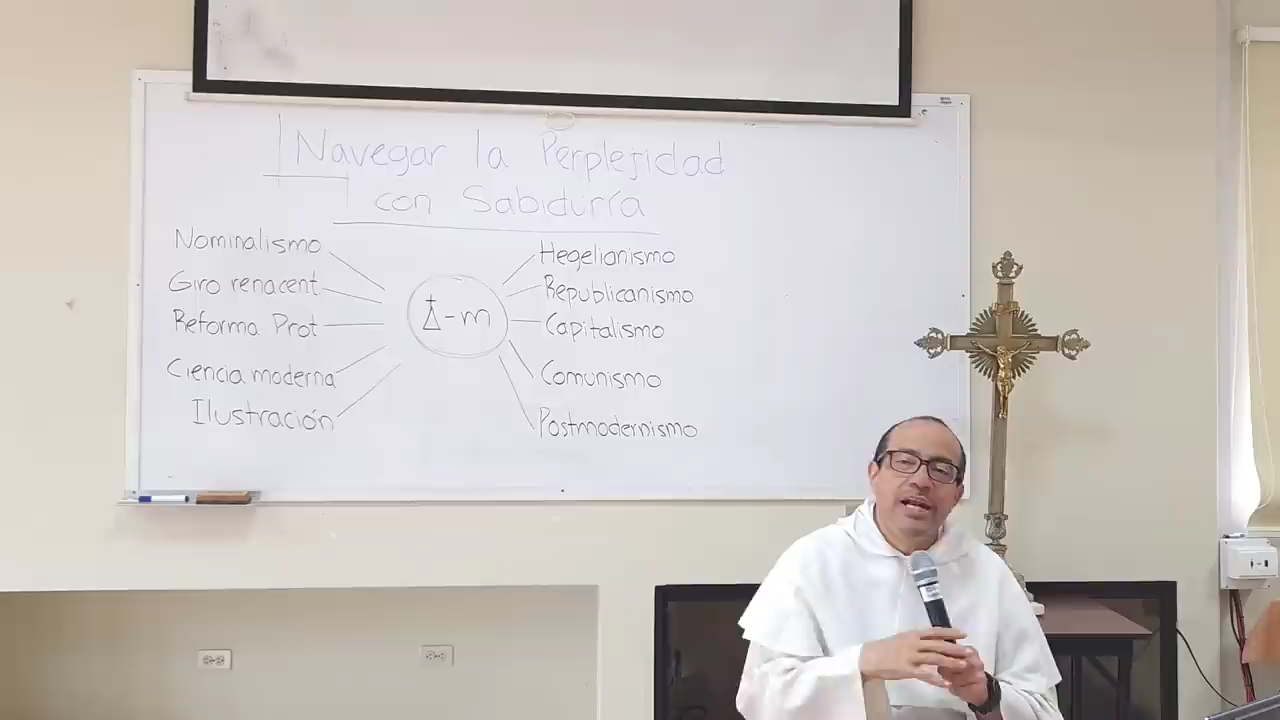 Navegar la Perplejidad
con Sabiduría
Nominalismo
Giro renacent.
Reforma Prot
Ciencia moderna
Ilustración
-m
Hegelianismo
Republicanismo
Capitalismo
Comunismo
Postmodernismo